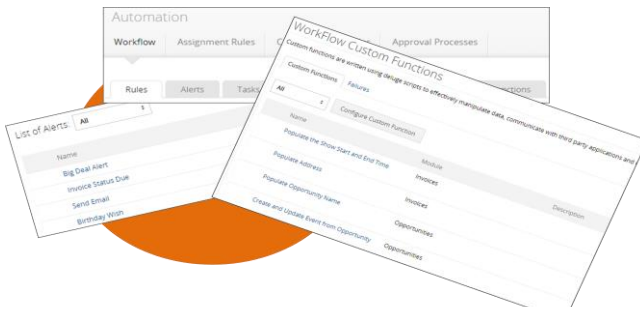 Automation
Workflow Assignment Rules Approval Processes
Rules Alerts Tasks
List of Alerts: All
Name
Big Deal Alert
Invoice Status Due
Send Email
Birthday Wish
WorkFlow Custom Functions
Custom functions are written using deluge scripts to effectively manipulate data, communicate with third party applications and
Custom Functions Failures
All Configure Custom Function
Name Module Description
Populate the Show Start and End Time Invoices
Populate Address Invoices
Populate Opportunity Name Opportunities
Create and Update Event from Opportunity Opportunities